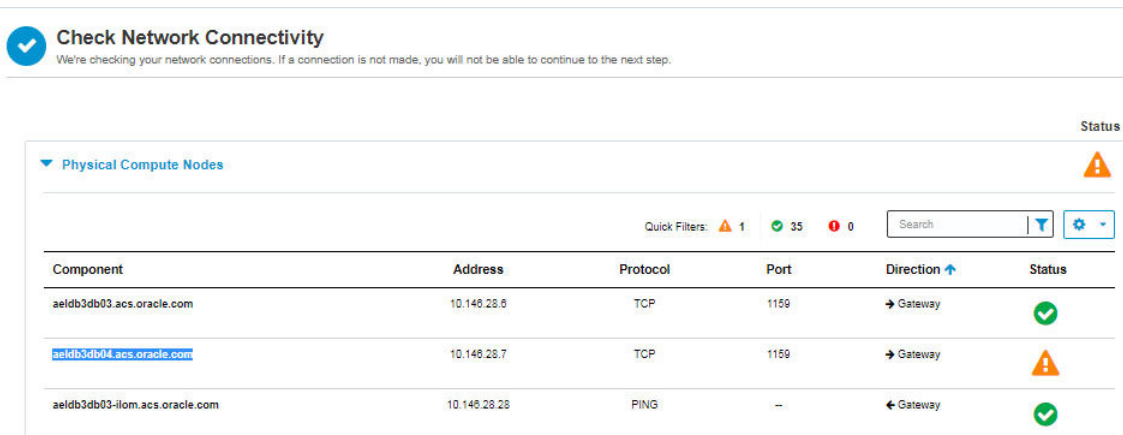 Check Network Connectivity
We're checking your network connections. If a connection is not made, you will not be able to continue to the next step.
Status
Physical Compute Nodes
Quick Filters: 1 35 0 Search
Component Address Protocol Port Direction Status
aeldb3db03.acs.oracle.com 10.146.28.6 TCP 1159 → Gateway
aeldb3db04.acs.oracle.com 10.146.28.7 TCP 1159 → Gateway
aeldb3db03-ilom.acs.oracle.com 10.146.28.28 PING -- ← Gateway